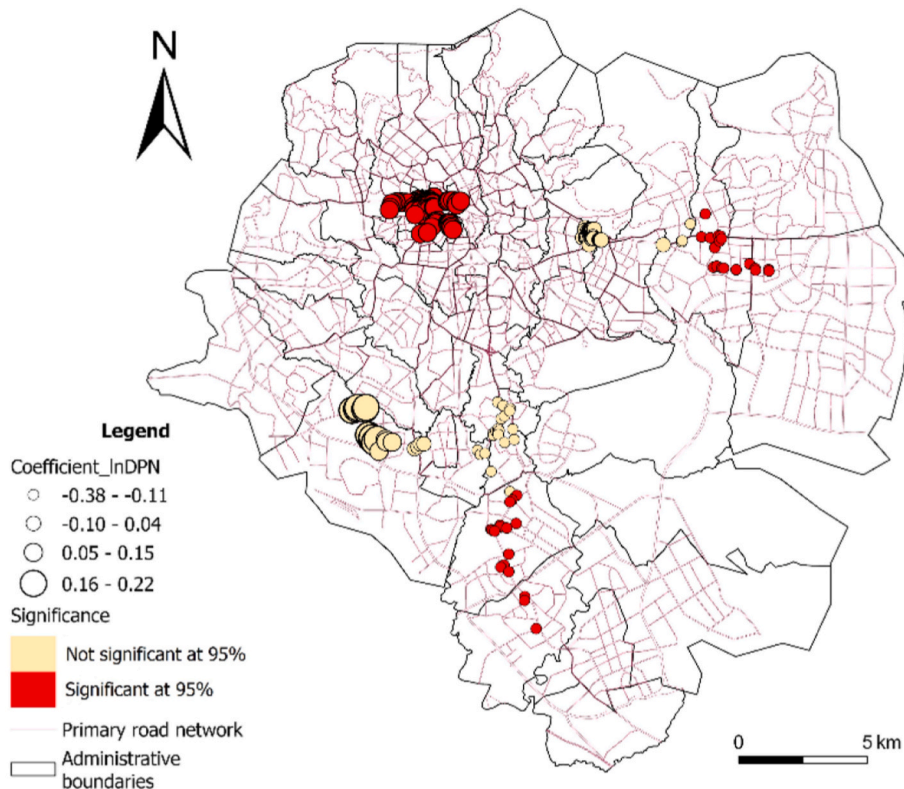 N
Legend
Coefficient_lnDPN
-0.38 - -0.11
-0.10 - 0.04
0.05 - 0.15
0.16 - 0.22
Significance
Not significant at 95%
Significant at 95%
Primary road network
Administrative
boundaries
0 5 km